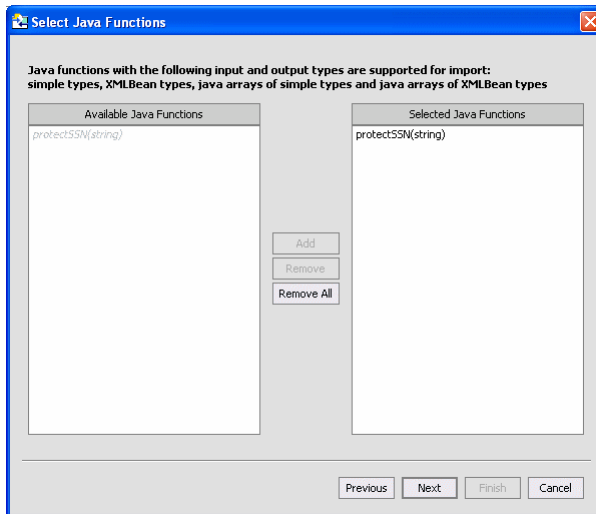 Select Java Functions
Java functions with the following input and output types are supported for import:
simple types, XMLBean types, java arrays of simple types and java arrays of XMLBean types
Available Java Functions
protectSSN(string)
Selected Java Functions
protectSSN(string)
Add
Remove
Remove All
Previous
Next
Finish
Cancel